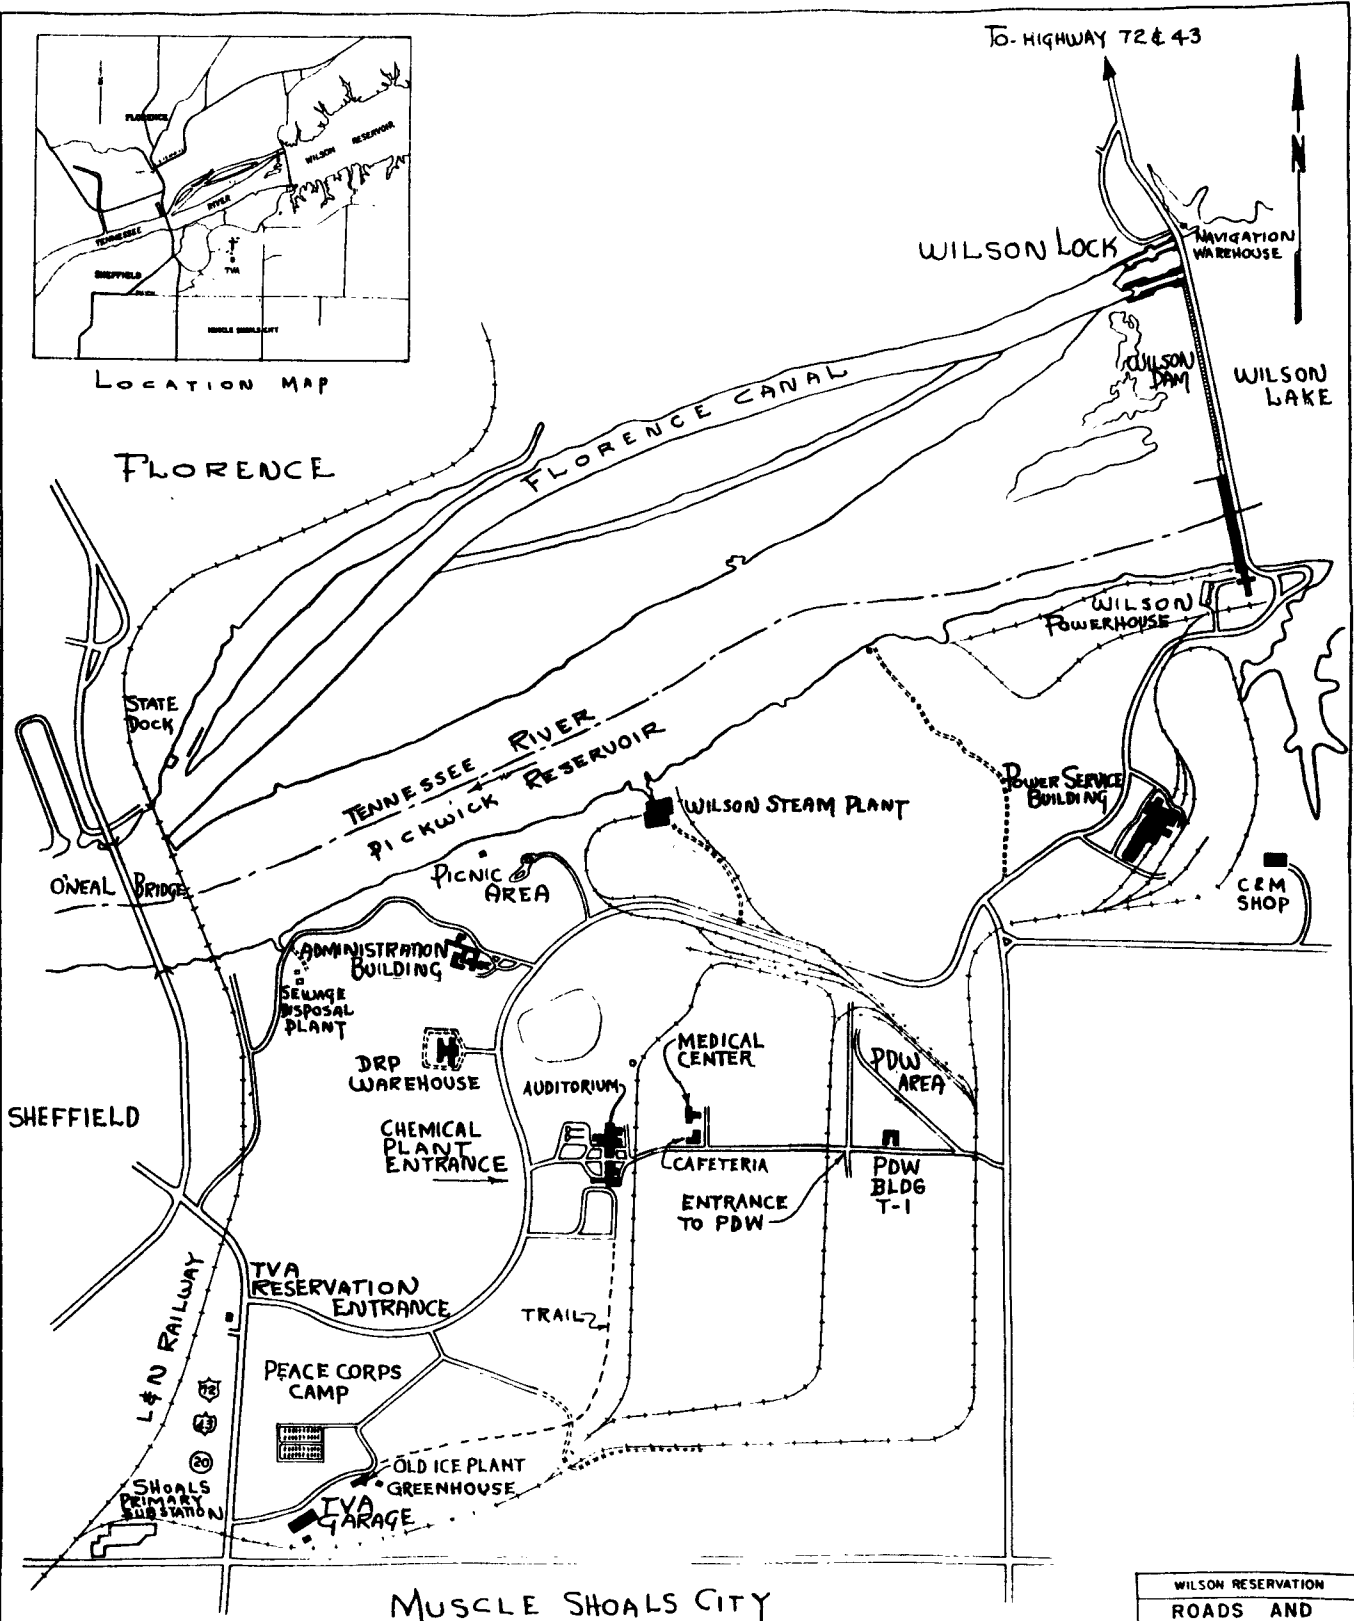 TO- HIGHWAY 72 & 43
N
FLORENCE
WILSON RESERVOIR
TENNESSEE
RIVER
SHEFFIELD
TVA
MUSCLE SHOALS CITY
LOCATION MAP
WILSON LOCK
NAVIGATION
WAREHOUSE
WILSON
DAM
WILSON
LAKE
FLORENCE CANAL
FLORENCE
WILSON
POWERHOUSE
STATE
DOCK
TENNESSEE RIVER
PICKWICK RESERVOIR
POWER SERVICE
BUILDING
WILSON STEAM PLANT
O'NEAL BRIDGE
PICNIC
AREA
C & M
SHOP
ADMINISTRATION
BUILDING
SEWAGE
DISPOSAL
PLANT
DRP
WAREHOUSE
MEDICAL
CENTER
PDW
AREA
AUDITORIUM
SHEFFIELD
CHEMICAL
PLANT
ENTRANCE
CAFETERIA
PDW
BLDG
T-1
ENTRANCE
TO PDW
TVA
RESERVATION
ENTRANCE
TRAIL
L & N RAILWAY
PEACE CORPS
CAMP
72
43
20
OLD ICE PLANT
GREENHOUSE
SHOALS
PRIMARY
SUBSTATION
TVA
GARAGE
MUSCLE SHOALS CITY
WILSON RESERVATION
ROADS AND